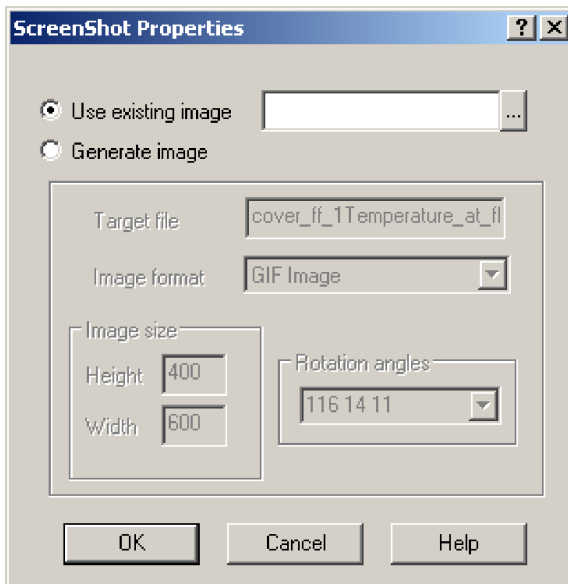 ScreenShot Properties
Use existing image
...
Generate image
Target file
cover_ff_1Temperature_at_fl
Image format
GIF Image
Image size
Height
400
Width
600
Rotation angles
116 14 11
OK
Cancel
Help